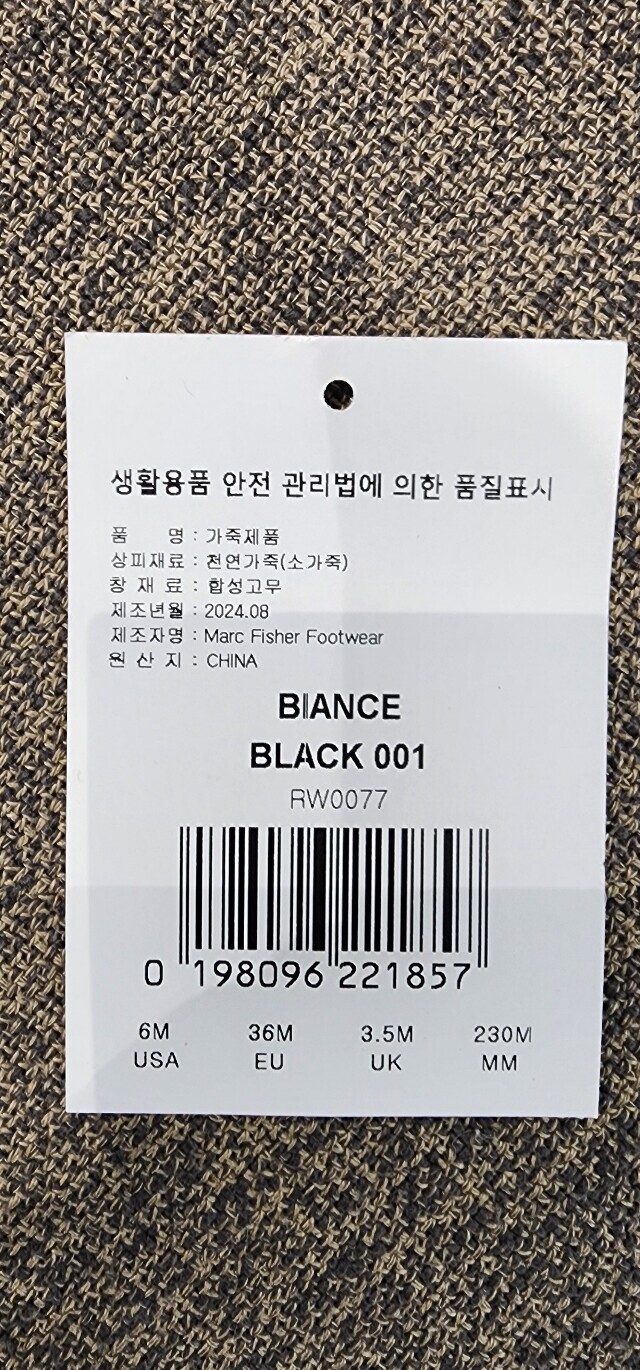 생활용품 안전 관리법에 의한 품질표시
품 명 : 가죽제품
상피재료 : 천연가죽(소가죽)
창 재 료 : 합성고무
제조년월 : 2024.08
제조자명 : Marc Fisher Footwear
원 산 지 : CHINA
BIANCE
BLACK 001
RW0077
0 198096 221857
6M 36M 3.5M 230M
USA EU UK MM